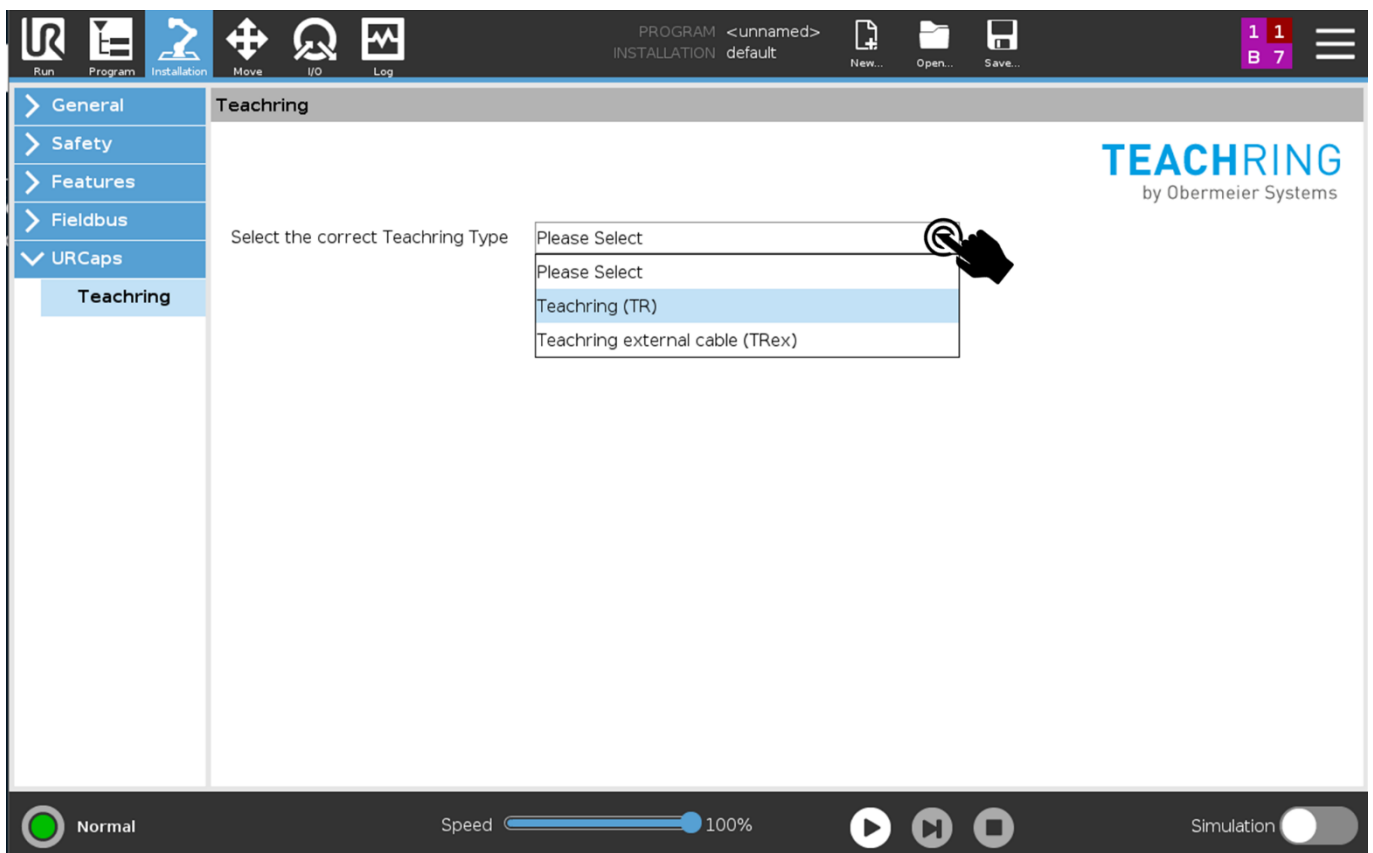 PROGRAM <unnamed>
INSTALLATION default
Run Program Installation Move I/O Log New... Open... Save...
1 1
B 7
General
Safety
Features
Fieldbus
URCaps
Teachring
Teachring
TEACHRING
by Obermeier Systems
Select the correct Teachring Type Please Select
Please Select
Teachring (TR)
Teachring external cable (TRex)
Normal Speed 100% Simulation